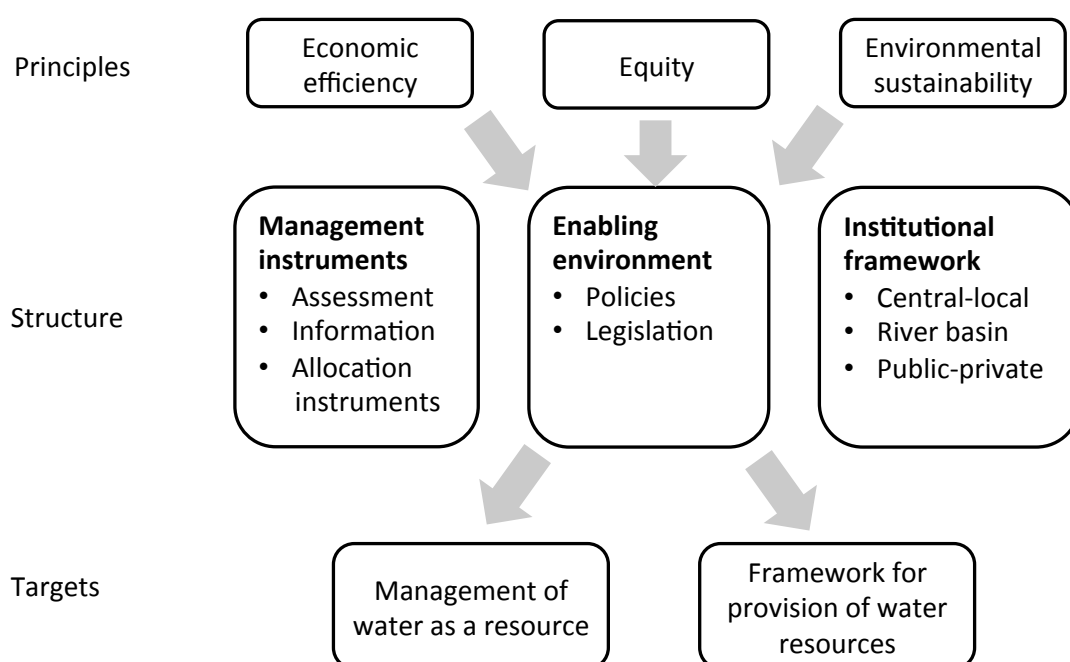 Principles
Economic
efficiency
Equity
Environmental
sustainability
Structure
Management
instruments
• Assessment
• Information
• Allocation
instruments
Enabling
environment
• Policies
• Legislation
Institutional
framework
• Central-local
• River basin
• Public-private
Targets
Management of
water as a resource
Framework for
provision of water
resources